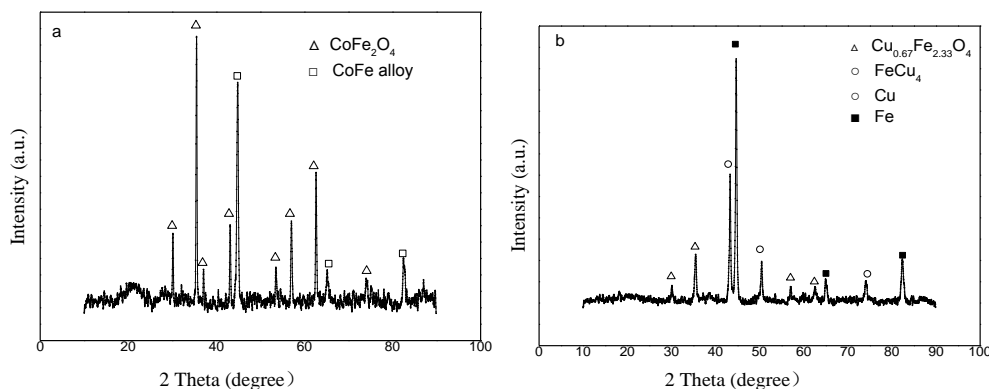 a
△ CoFe₂O₄
□ CoFe alloy
Intensity (a.u.)
0 20 40 60 80 100
2 Theta (degree）
b
△ Cu₀.₆₇Fe₂.₃₃O₄
○ FeCu₄
○ Cu
■ Fe
Intensity (a.u.)
0 10 20 30 40 50 60 70 80 90 100
2 Theta (degree）